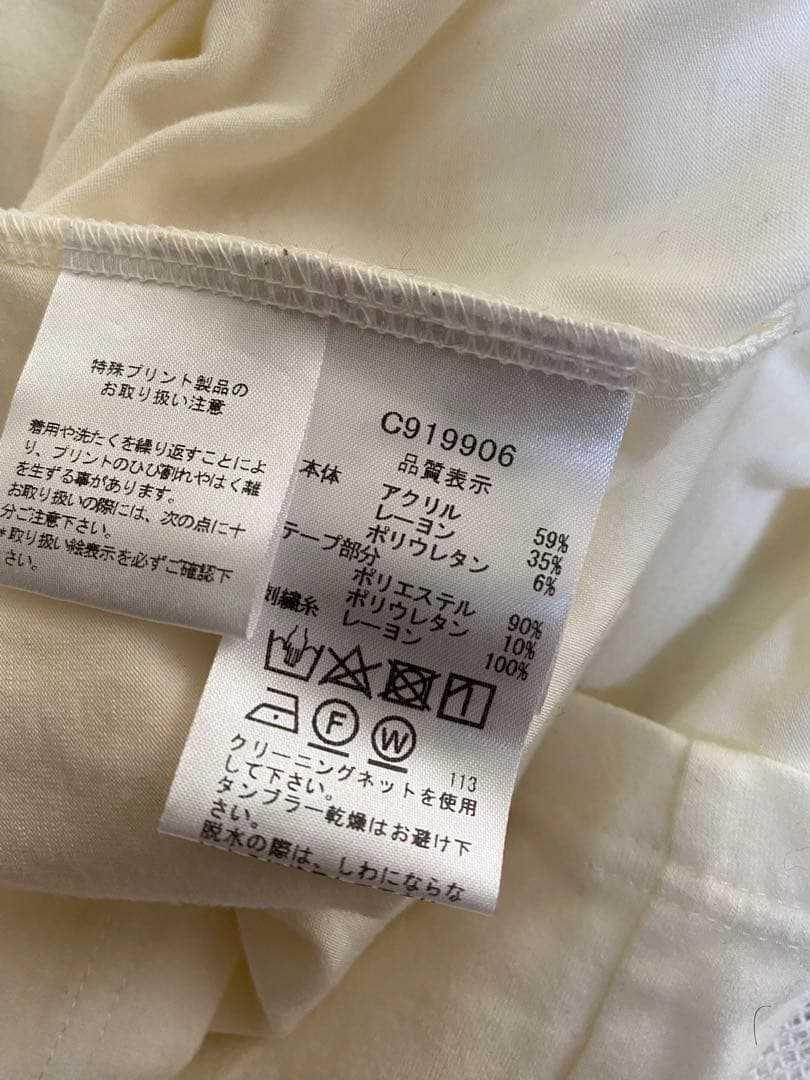 特殊プリント製品の
お取り扱い注意
着用や洗たくを繰り返すことによ
り、プリントのひび割れやはく離
を生ずる事があります。
お取り扱いの際には、次の点に十
分ご注意下さい。
*取り扱い絵表示を必ずご確認下
さい。
C919906
品質表示
本体 アクリル 59%
レーヨン 35%
ポリウレタン 6%
テープ部分
ポリエステル 90%
ポリウレタン 10%
刺繍糸 レーヨン 100%
F W
113
クリーニングネットを使用
して下さい。
タンブラー乾燥はお避け下
さい。
脱水の際は、しわにならな